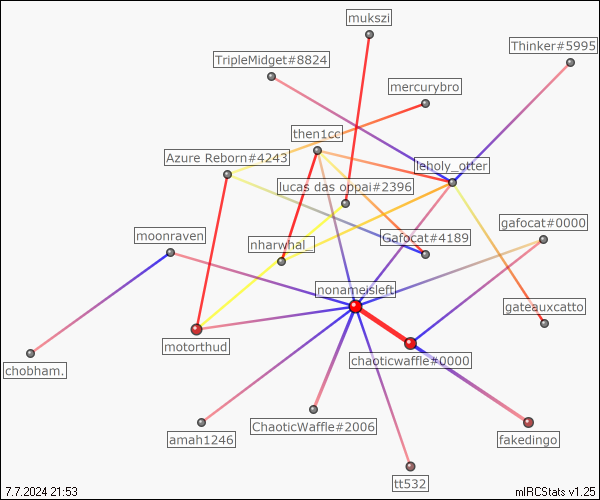 mukszi
Thinker#5995
TripleMidget#8824
mercurybro
then1cc
Azure Reborn#4243
leholy_otter
lucas das oppai#2396
gafocat#0000
moonraven
Gafocat#4189
nharwhal_
nonameisleft
gateauxcatto
motorthud
chaoticwaffle#0000
chobham.
ChaoticWaffle#2006
amah1246
fakedingo
tt532
7.7.2024 21:53
mIRCStats v1.25